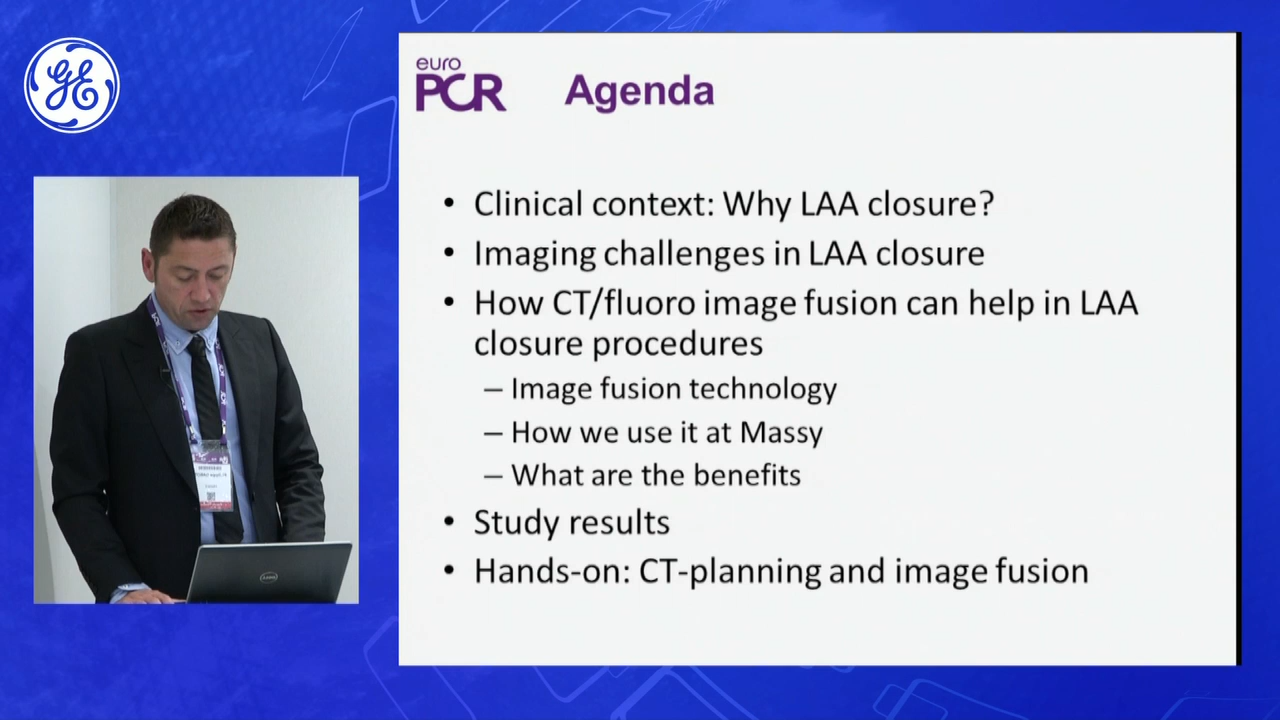 GE
euro
PCR
Agenda
• Clinical context: Why LAA closure?
• Imaging challenges in LAA closure
• How CT/fluoro image fusion can help in LAA
closure procedures
– Image fusion technology
– How we use it at Massy
– What are the benefits
• Study results
• Hands-on: CT-planning and image fusion
DELL